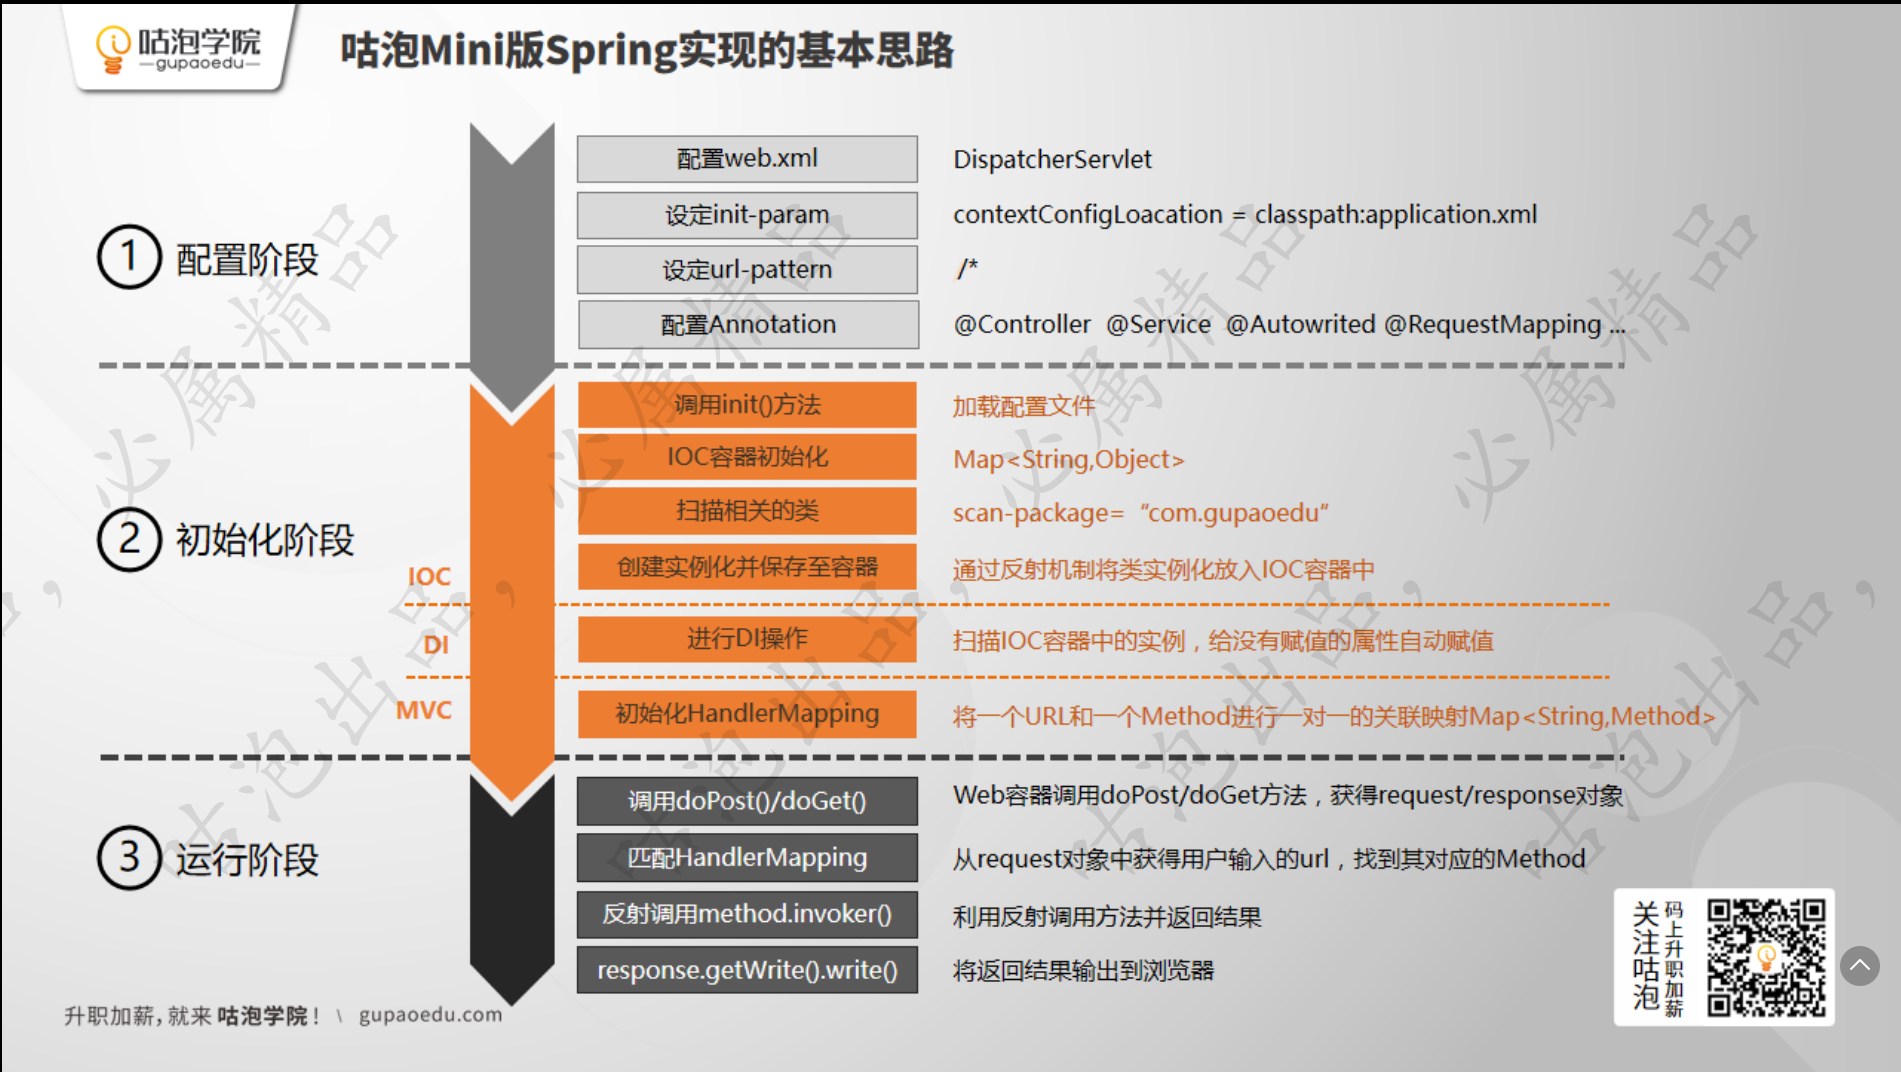 咕泡学院
gupaoedu
咕泡Mini版Spring实现的基本思路
1 配置阶段
配置web.xml DispatcherServlet
设定init-param contextConfigLoacation = classpath:application.xml
设定url-pattern /*
配置Annotation @Controller @Service @Autowrited @RequestMapping ...
2 初始化阶段
调用init()方法 加载配置文件
IOC容器初始化 Map<String,Object>
扫描相关的类 scan-package= “com.gupaoedu“
IOC
创建实例化并保存至容器 通过反射机制将类实例化放入IOC容器中
DI
进行DI操作 扫描IOC容器中的实例，给没有赋值的属性自动赋值
MVC
初始化HandlerMapping 将一个URL和一个Method进行一对一的关联映射Map<String,Method>
3 运行阶段
调用doPost()/doGet() Web容器调用doPost/doGet方法，获得request/response对象
匹配HandlerMapping 从request对象中获得用户输入的url，找到其对应的Method
反射调用method.invoker() 利用反射调用方法并返回结果
response.getWrite().write() 将返回结果输出到浏览器
关注咕泡
码上升职加薪
升职加薪，就来 咕泡学院！ \ gupaoedu.com
咕泡出品，必属精品